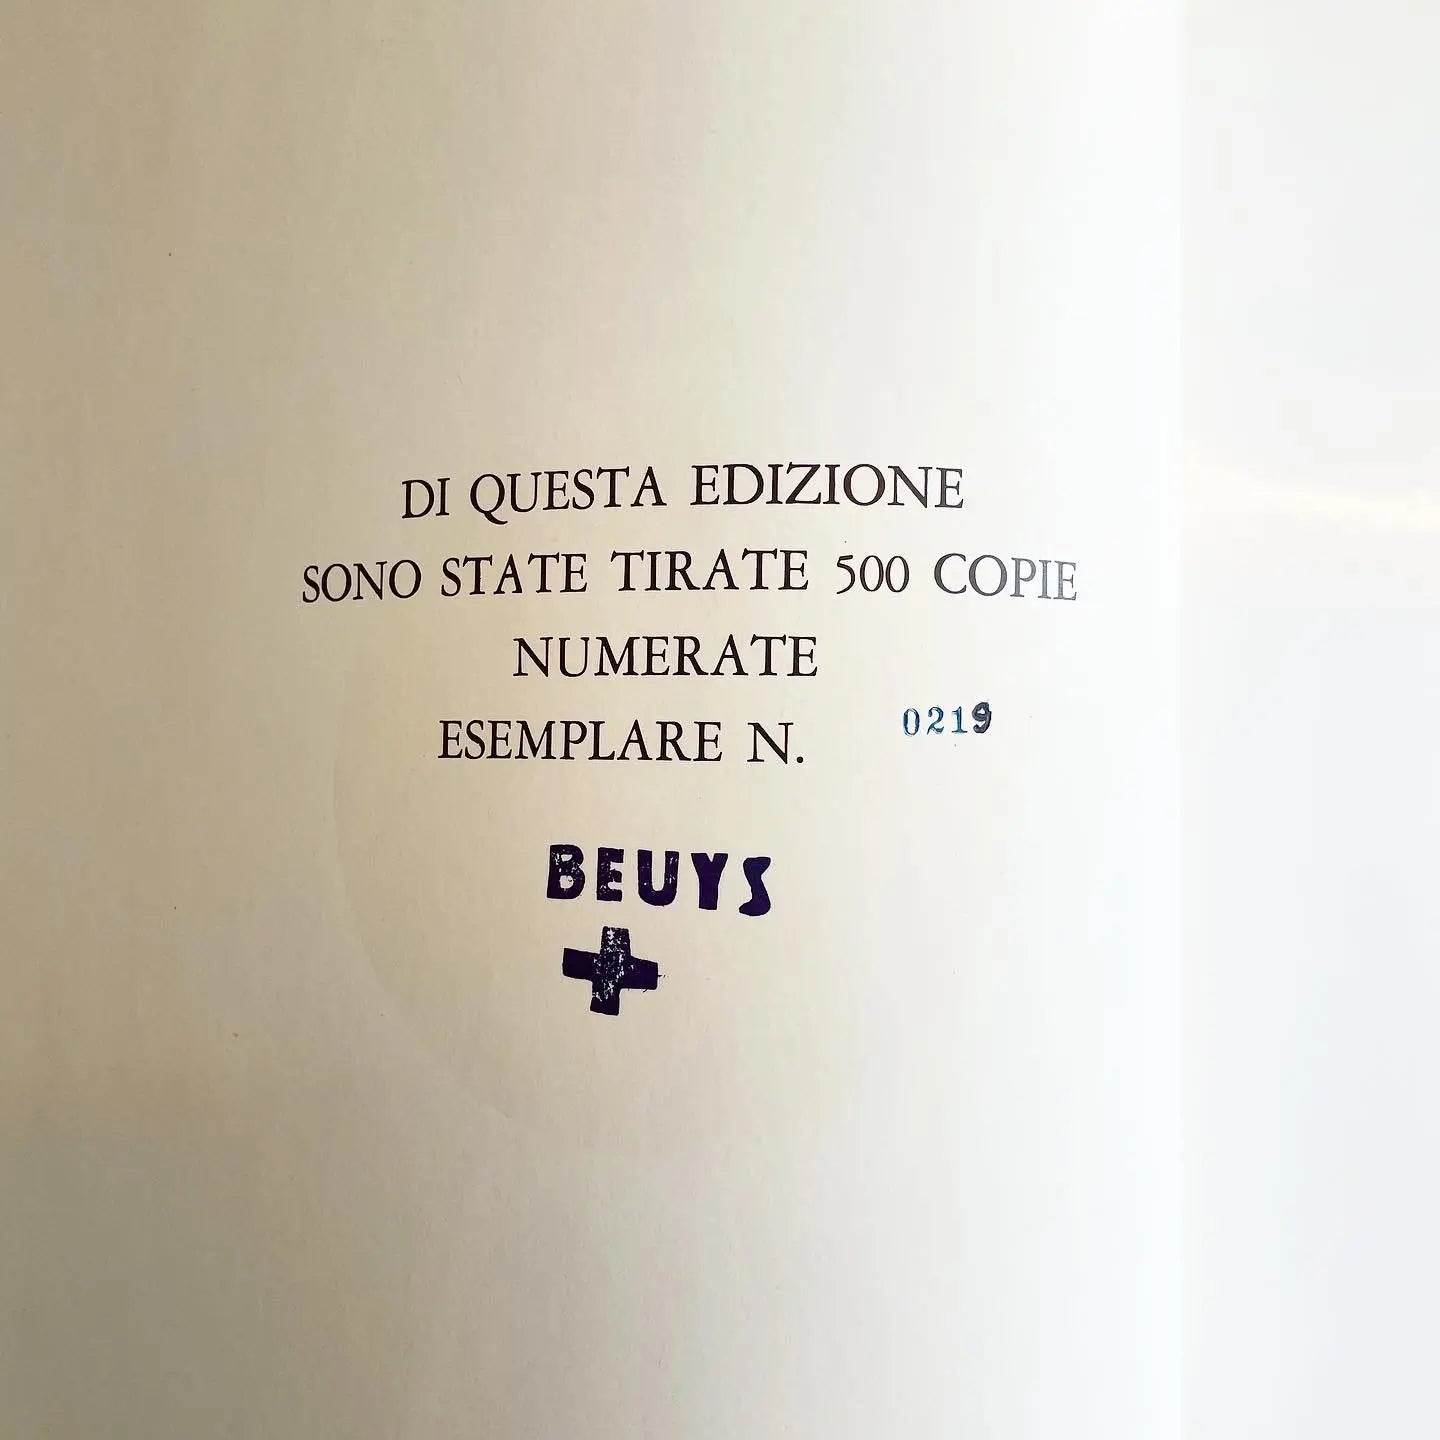 DI QUESTA EDIZIONE
SONO STATE TIRATE 500 COPIE
NUMERATE
ESEMPLARE N. 0219
BEUYS